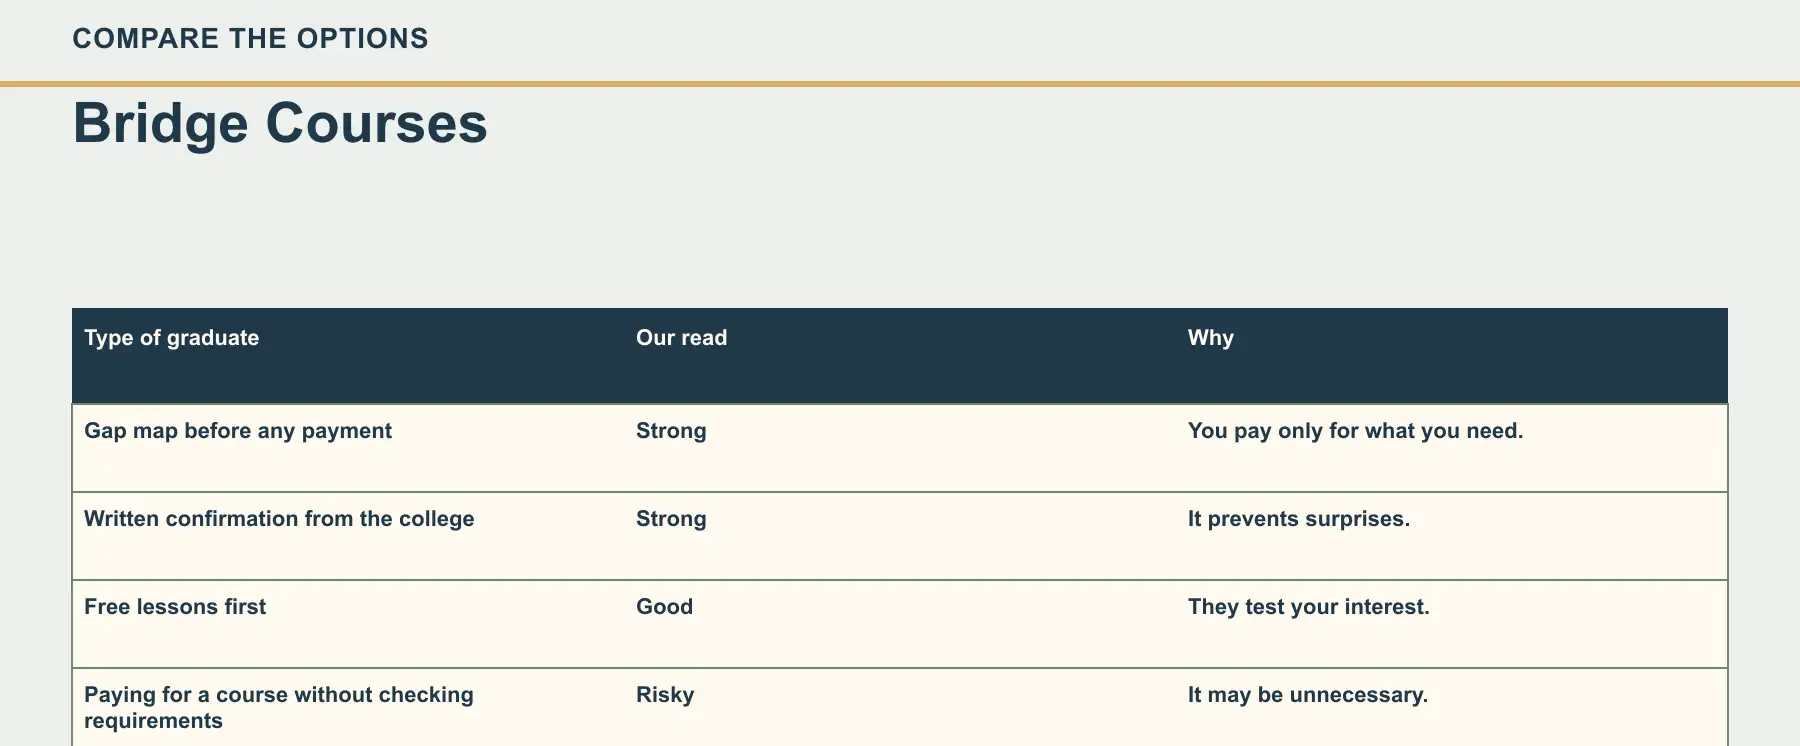 COMPARE THE OPTIONS
Bridge Courses
Type of graduate Our read Why
Gap map before any payment Strong You pay only for what you need.
Written confirmation from the college Strong It prevents surprises.
Free lessons first Good They test your interest.
Paying for a course without checking Risky It may be unnecessary.
requirements